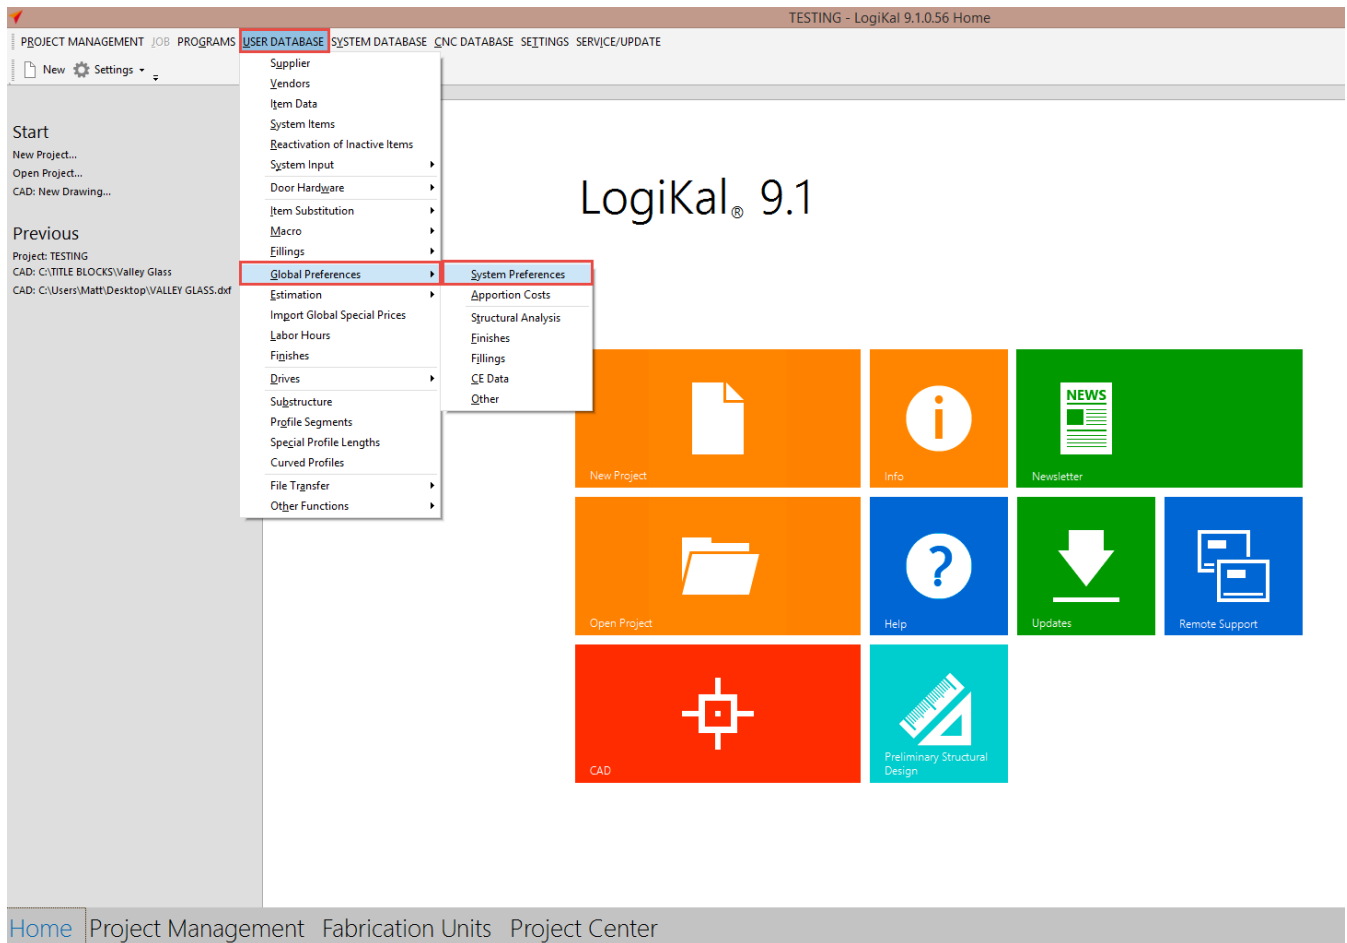 TESTING - LogiKal 9.1.0.56 Home
PROJECT MANAGEMENT JOB PROGRAMS USER DATABASE SYSTEM DATABASE CNC DATABASE SETTINGS SERVICE/UPDATE
New Settings
Start
New Project...
Open Project...
CAD: New Drawing...
Previous
Project: TESTING
CAD: C:\TITLE BLOCKS\Valley Glass
CAD: C:\Users\Matt\Desktop\VALLEY GLASS.dxf
Supplier
Vendors
Item Data
System Items
Reactivation of Inactive Items
System Input
Door Hardware
Item Substitution
Macro
Fillings
Global Preferences
Estimation
Import Global Special Prices
Labor Hours
Finishes
Drives
Substructure
Profile Segments
Special Profile Lengths
Curved Profiles
File Transfer
Other Functions
System Preferences
Apportion Costs
Structural Analysis
Finishes
Fillings
CE Data
Other
LogiKal® 9.1
New Project
Info
NEWS
Newsletter
Open Project
Help
Updates
Remote Support
CAD
Preliminary Structural
Design
Home Project Management Fabrication Units Project Center